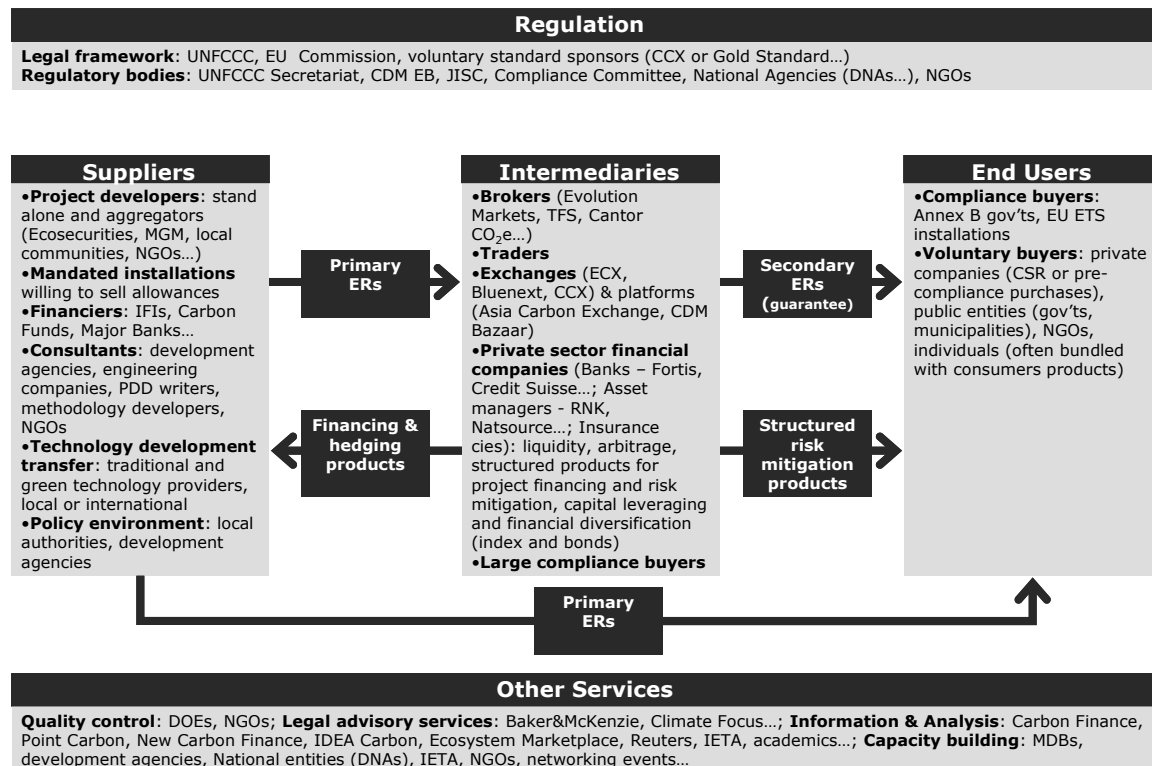 Regulation
Legal framework: UNFCCC, EU Commission, voluntary standard sponsors (CCX or Gold Standard…)
Regulatory bodies: UNFCCC Secretariat, CDM EB, JISC, Compliance Committee, National Agencies (DNAs…), NGOs
Suppliers
•Project developers: stand
alone and aggregators
(Ecosecurities, MGM, local
communities, NGOs…)
•Mandated installations
willing to sell allowances
•Financiers: IFIs, Carbon
Funds, Major Banks…
•Consultants: development
agencies, engineering
companies, PDD writers,
methodology developers,
NGOs
•Technology development
transfer: traditional and
green technology providers,
local or international
•Policy environment: local
authorities, development
agencies
Primary
ERs
Financing &
hedging
products
Intermediaries
•Brokers (Evolution
Markets, TFS, Cantor
CO₂e…)
•Traders
•Exchanges (ECX,
Bluenext, CCX) & platforms
(Asia Carbon Exchange, CDM
Bazaar)
•Private sector financial
companies (Banks – Fortis,
Credit Suisse…; Asset
managers - RNK,
Natsource…; Insurance
cies): liquidity, arbitrage,
structured products for
project financing and risk
mitigation, capital leveraging
and financial diversification
(index and bonds)
•Large compliance buyers
Secondary
ERs
(guarantee)
Structured
risk
mitigation
products
End Users
•Compliance buyers:
Annex B gov'ts, EU ETS
installations
•Voluntary buyers: private
companies (CSR or pre-
compliance purchases),
public entities (gov'ts,
municipalities), NGOs,
individuals (often bundled
with consumers products)
Primary
ERs
Other Services
Quality control: DOEs, NGOs; Legal advisory services: Baker&McKenzie, Climate Focus…; Information & Analysis: Carbon Finance,
Point Carbon, New Carbon Finance, IDEA Carbon, Ecosystem Marketplace, Reuters, IETA, academics…; Capacity building: MDBs,
development agencies, National entities (DNAs), IETA, NGOs, networking events…